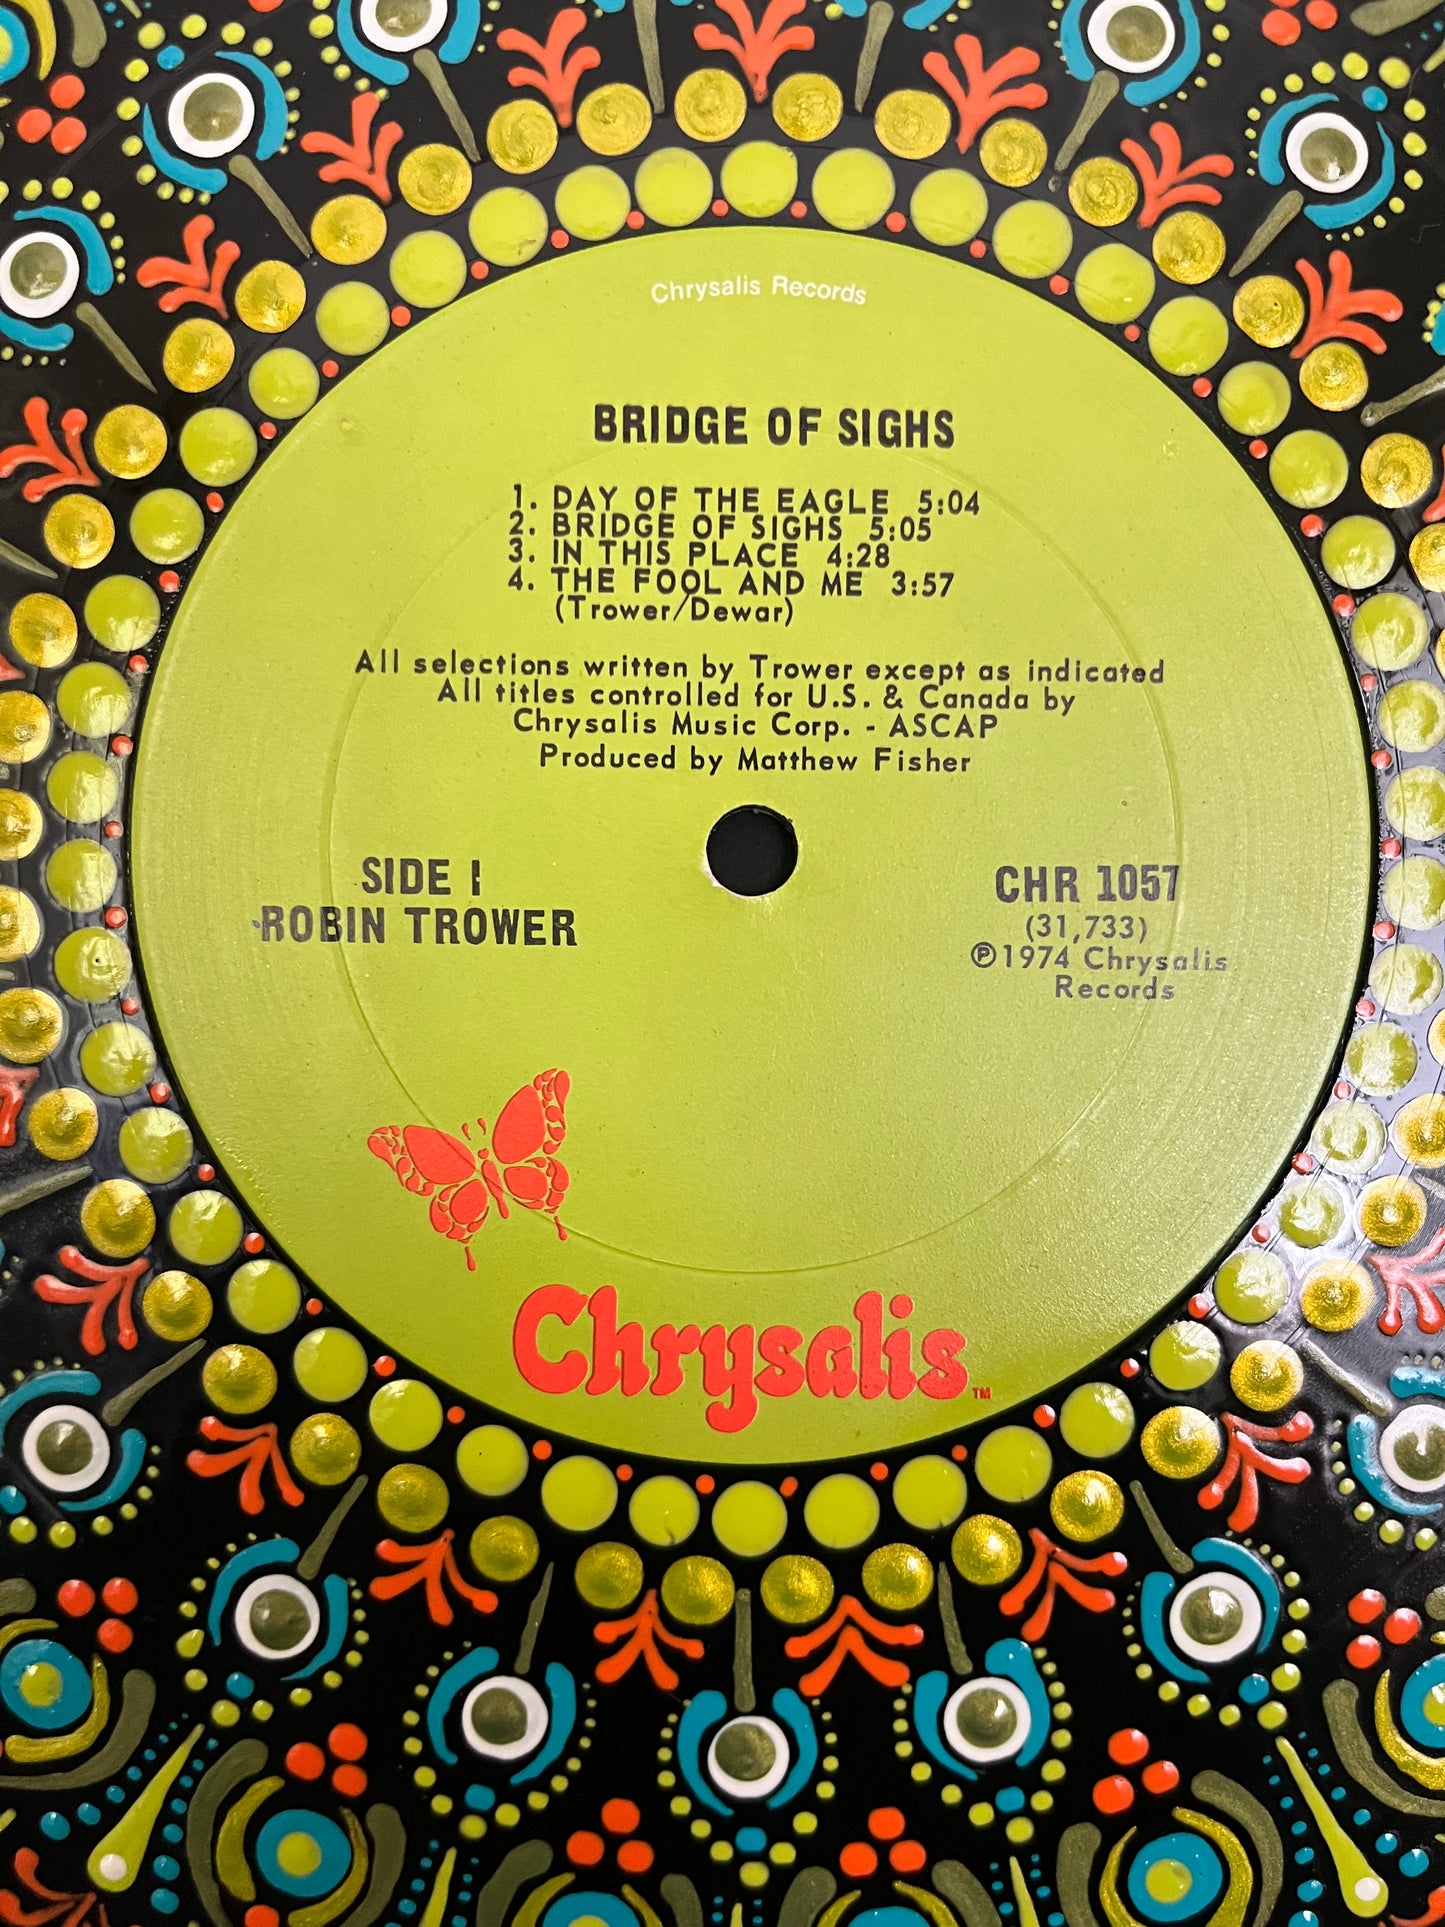 Chrysalis Records
BRIDGE OF SIGHS
1. DAY OF THE EAGLE 5:04
2. BRIDGE OF SIGHS 5:05
3. IN THIS PLACE 4:28
4. THE FOOL AND ME 3:57
(Trower/Dewar)
All selections written by Trower except as indicated
All titles controlled for U.S. & Canada by
Chrysalis Music Corp. - ASCAP
Produced by Matthew Fisher
SIDE I
ROBIN TROWER
CHR 1057
(31,733)
℗1974 Chrysalis
Records
Chrysalis™